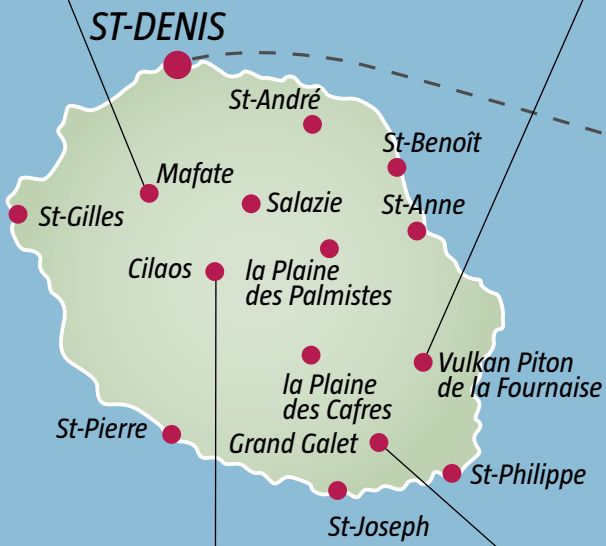 ST-DENIS
St-André
St-Benoît
Mafate
Salazie
St-Anne
St-Gilles
Cilaos
la Plaine
des Palmistes
Vulkan Piton
de la Fournaise
la Plaine
des Cafres
St-Pierre
Grand Galet
St-Philippe
St-Joseph